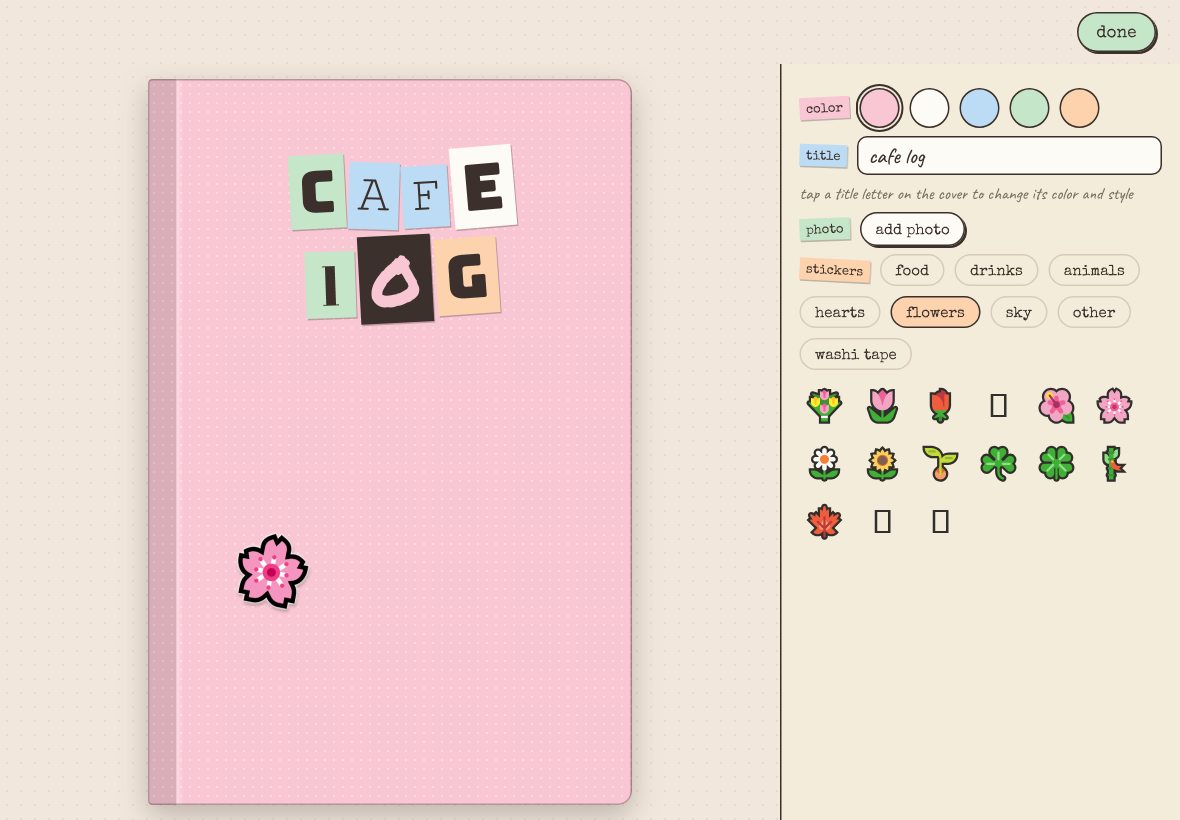 done
CAFE
lOG
color
title cafe log
tap a title letter on the cover to change its color and style
photo add photo
stickers food drinks animals
hearts flowers sky other
washi tape